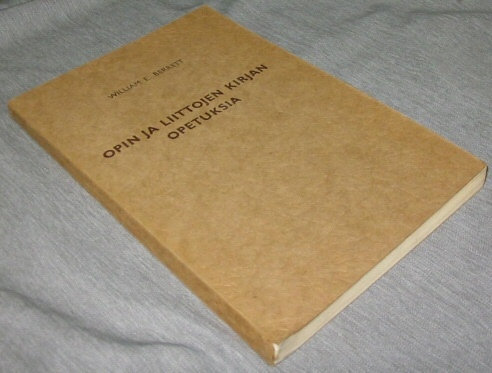 WILLIAM E. BERRETT
OPIN JA LIITTOJEN KIRJAN
OPETUKSIA